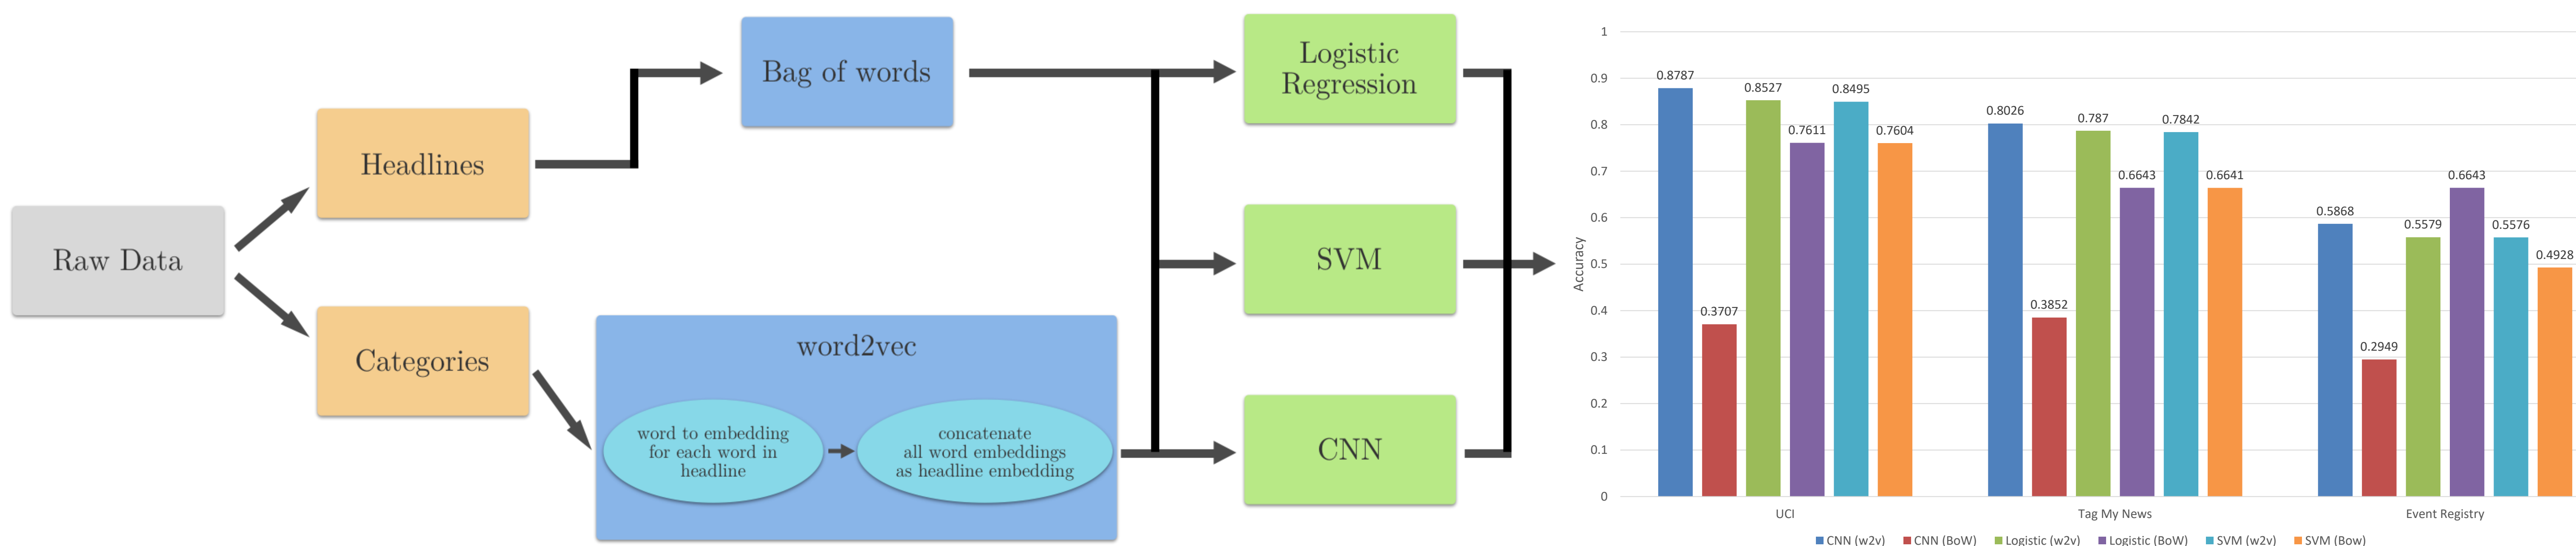 Raw Data
Headlines
Categories
Bag of words
word2vec
word to embedding
for each word in
headline
concatenate
all word embeddings
as headline embedding
Logistic
Regression
SVM
CNN
Accuracy
1
0.9
0.8
0.7
0.6
0.5
0.4
0.3
0.2
0.1
0
0.8787
0.3707
0.8527
0.7611
0.8495
0.7604
0.8026
0.3852
0.787
0.6643
0.7842
0.6641
0.5868
0.2949
0.5579
0.6643
0.5576
0.4928
UCI
Tag My News
Event Registry
CNN (w2v)
CNN (BoW)
Logistic (w2v)
Logistic (BoW)
SVM (w2v)
SVM (Bow)